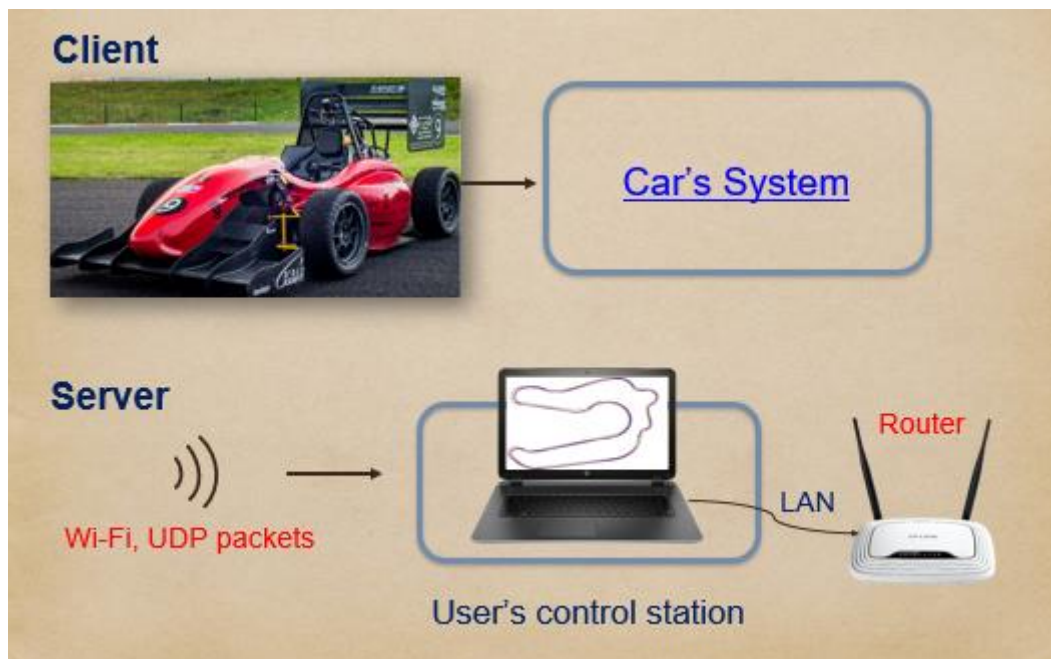 Client
Car's System
Server
Router
LAN
Wi-Fi, UDP packets
User's control station